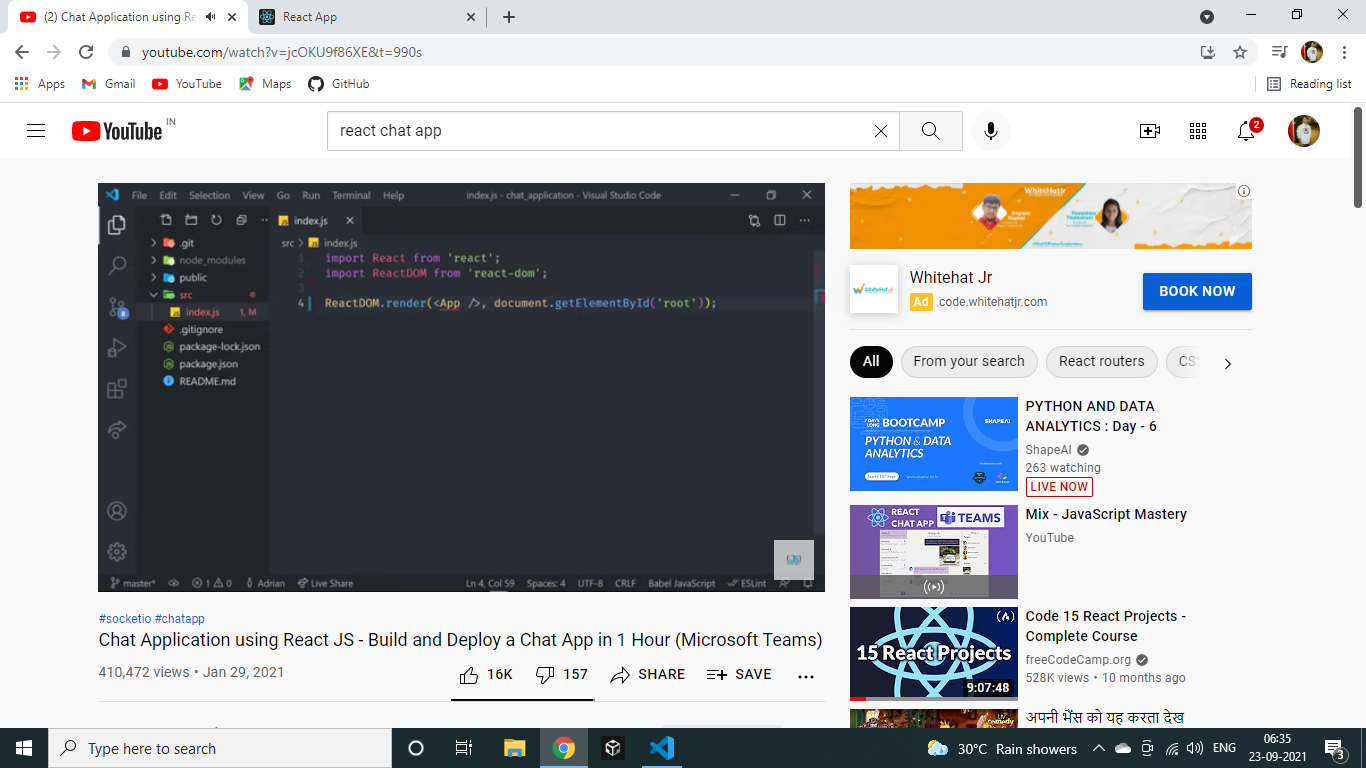 (2) Chat Application using Re
React App
youtube.com/watch?v=jcOKU9f86XE&t=990s
Apps
Gmail
YouTube
Maps
GitHub
Reading list
YouTube IN
react chat app
2
File Edit Selection View Go Run Terminal Help
index.js - chat_application - Visual Studio Code
index.js
.git
node_modules
public
src
index.js 1, M
.gitignore
package-lock.json
package.json
README.md
src > index.js
1 import React from 'react';
2 import ReactDOM from 'react-dom';
3
4 ReactDOM.render(<App />, document.getElementById('root'));
8
master* 1 0 Adrian Live Share
Ln 4, Col 59 Spaces: 4 UTF-8 CRLF Babel JavaScript ESLint
#socketio #chatapp
Chat Application using React JS - Build and Deploy a Chat App in 1 Hour (Microsoft Teams)
410,472 views • Jan 29, 2021
16K
157
SHARE
SAVE
WhiteHatJr
Whitehat Jr
Ad code.whitehatjr.com
BOOK NOW
All
From your search
React routers
CS
BOOTCAMP
PYTHON & DATA
ANALYTICS
SHAPEAI
PYTHON AND DATA
ANALYTICS : Day - 6
ShapeAI
263 watching
LIVE NOW
REACT
CHAT APP
TEAMS
Mix - JavaScript Mastery
YouTube
15 React Projects
9:07:48
Code 15 React Projects -
Complete Course
freeCodeCamp.org
528K views • 10 months ago
अपनी भैंस को यह करता देख
Type here to search
30°C Rain showers
ENG
06:35
23-09-2021
3